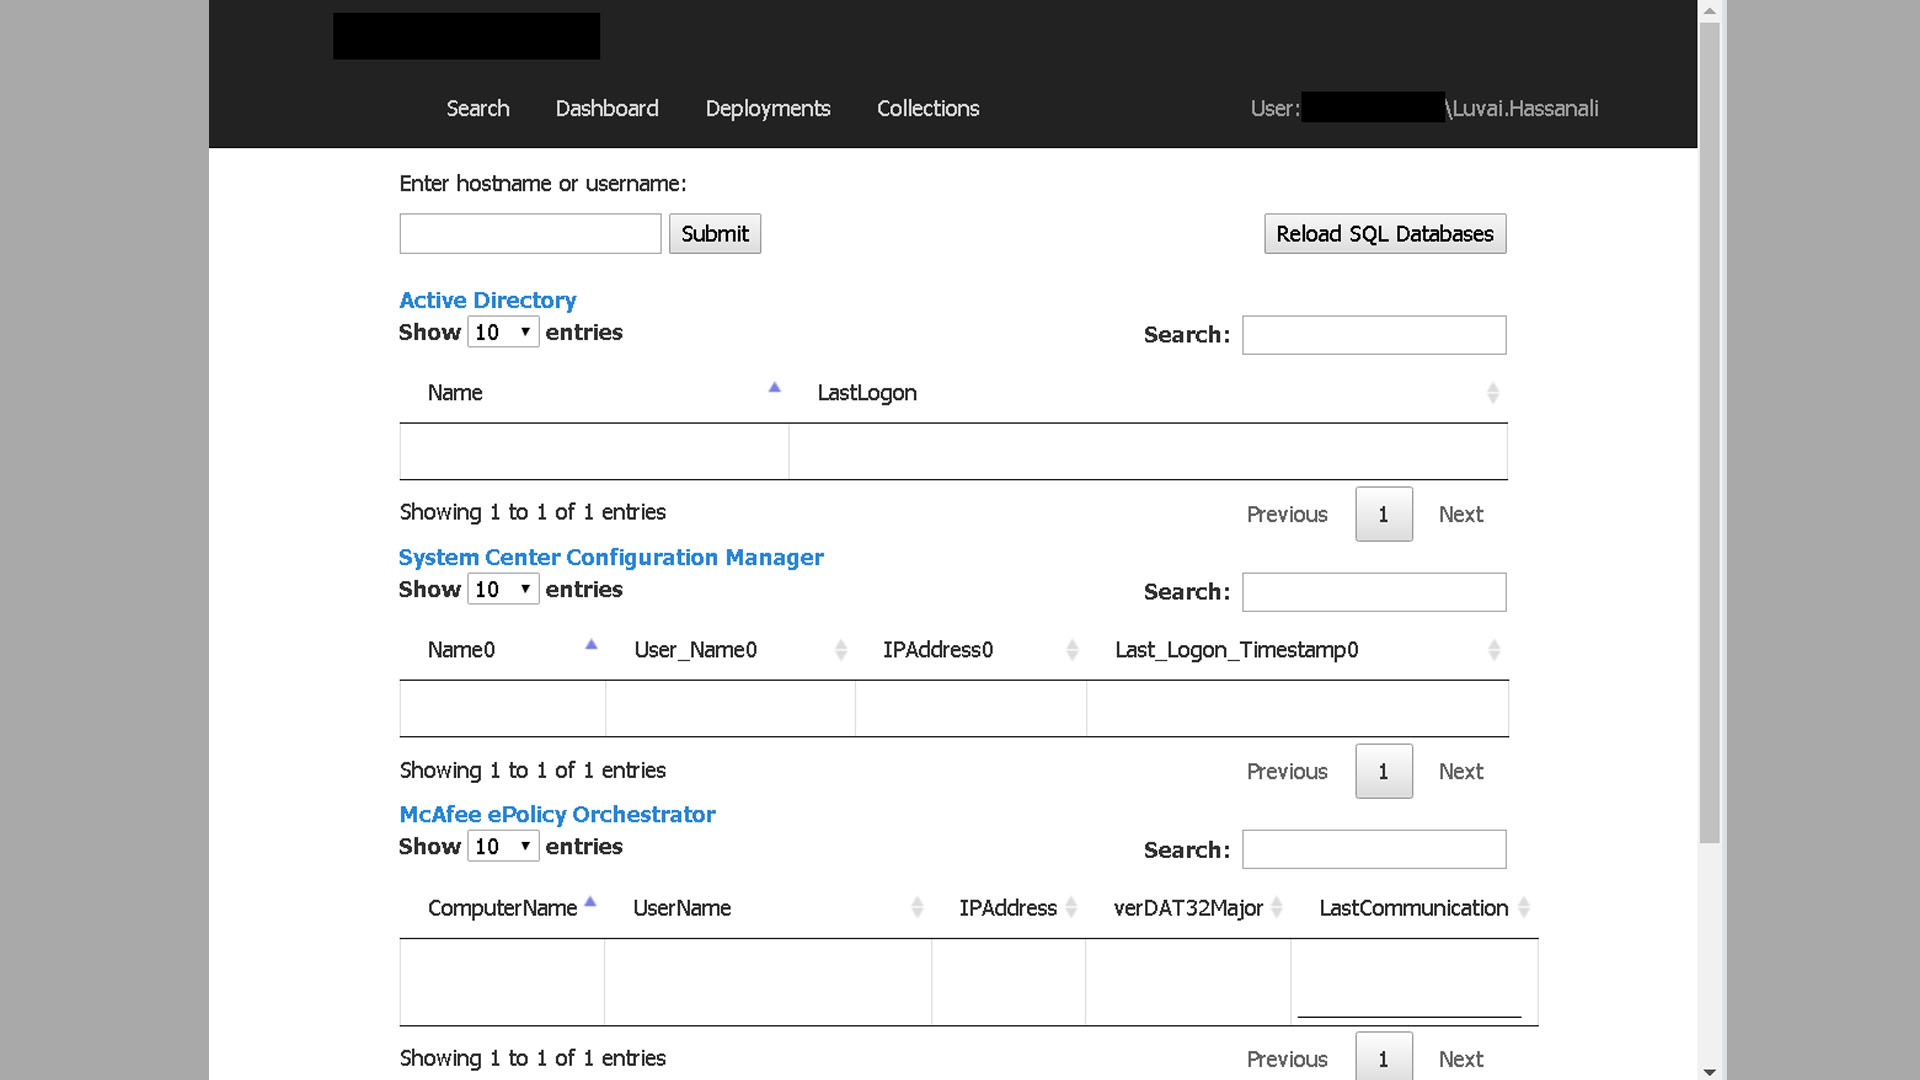 Search Dashboard Deployments Collections User: \Luvai.Hassanali
Enter hostname or username:
Submit Reload SQL Databases
Active Directory
Show 10 entries Search:
Name LastLogon
Showing 1 to 1 of 1 entries Previous 1 Next
System Center Configuration Manager
Show 10 entries Search:
Name0 User_Name0 IPAddress0 Last_Logon_Timestamp0
Showing 1 to 1 of 1 entries Previous 1 Next
McAfee ePolicy Orchestrator
Show 10 entries Search:
ComputerName UserName IPAddress verDAT32Major LastCommunication
Showing 1 to 1 of 1 entries Previous 1 Next